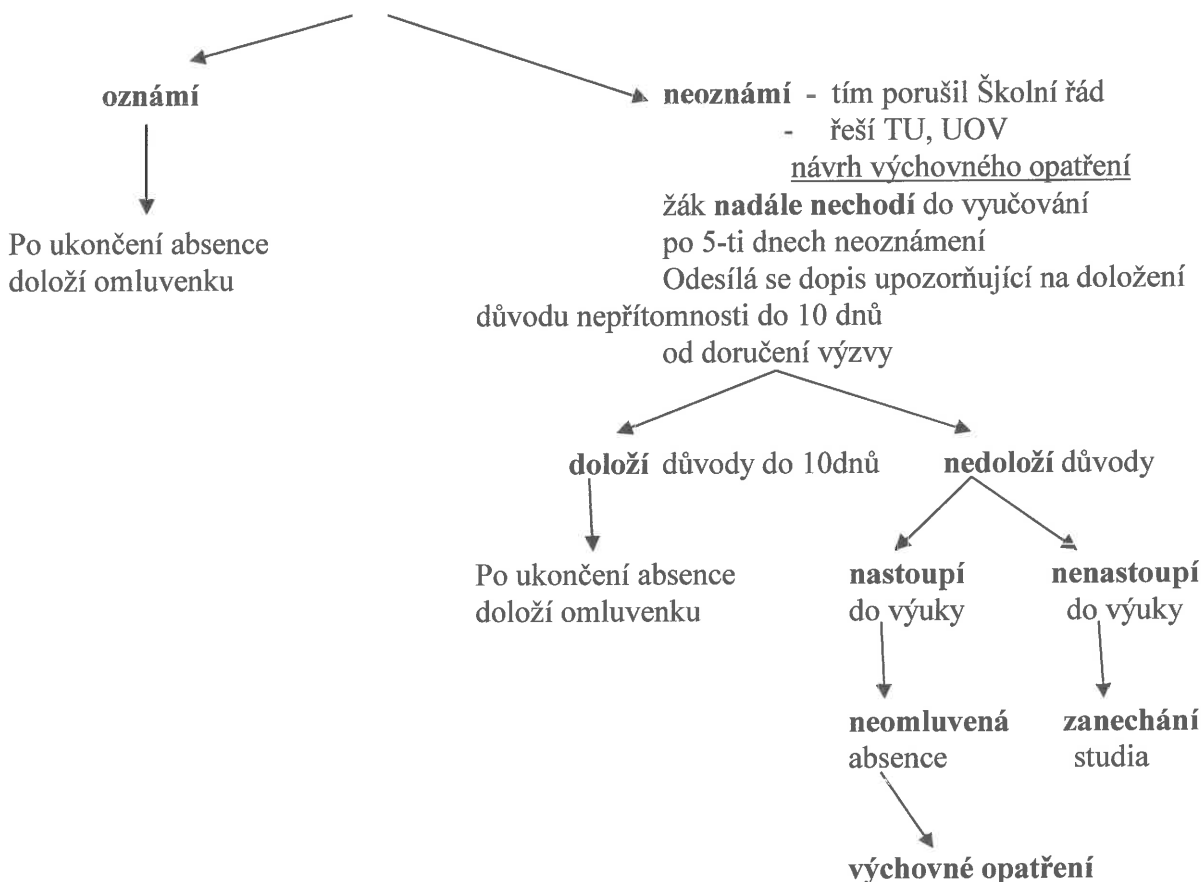 oznámí
neoznámí - tím porušil Školní řád
- řeší TU, UOV
návrh výchovného opatření
žák nadále nechodí do vyučování
po 5-ti dnech neoznámení
Odesílá se dopis upozorňující na doložení
důvodu nepřítomnosti do 10 dnů
od doručení výzvy
Po ukončení absence
doloží omluvenku
doloží důvody do 10dnů
nedoloží důvody
Po ukončení absence
doloží omluvenku
nastoupí
do výuky
nenastoupí
do výuky
neomluvená
absence
zanechání
studia
výchovné opatření